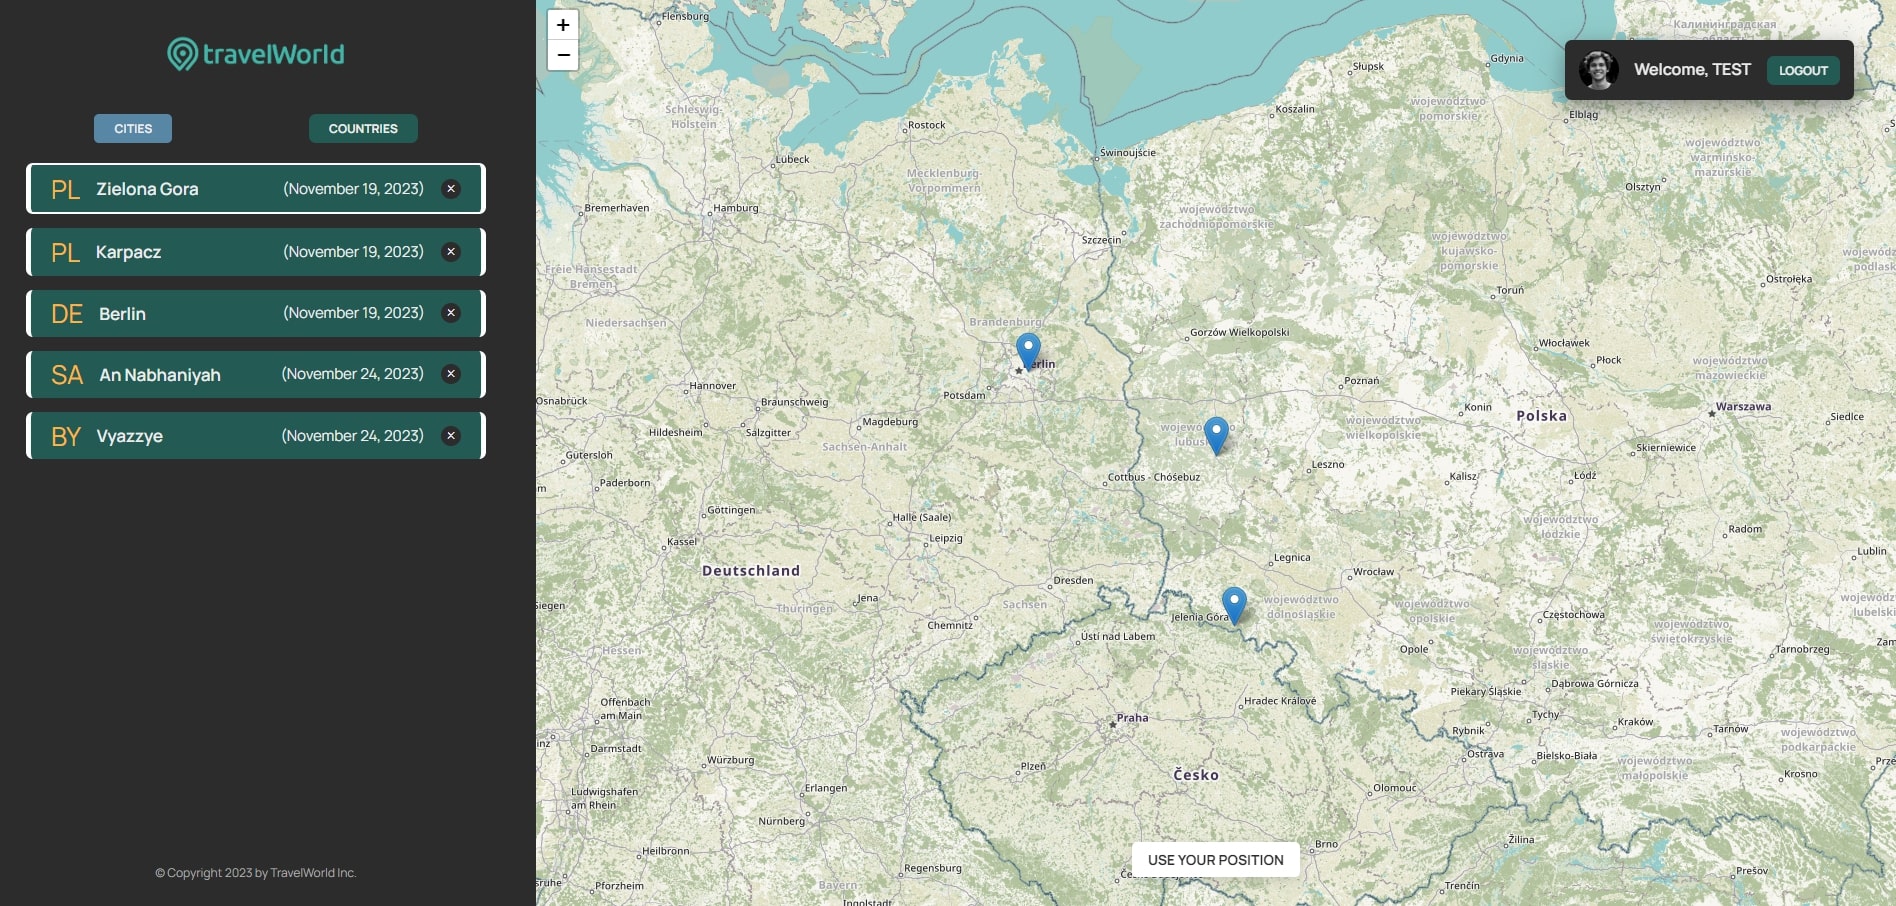 travelWorld
CITIES
COUNTRIES
PL Zielona Gora (November 19, 2023) ×
PL Karpacz (November 19, 2023) ×
DE Berlin (November 19, 2023) ×
SA An Nabhaniyah (November 24, 2023) ×
BY Vyazzye (November 24, 2023) ×
© Copyright 2023 by TravelWorld Inc.
+
−
Welcome, TEST
LOGOUT
Flensburg
Калининградская
Gdynia
Słupsk
Koszalin
województwo
pomorskie
Elbląg
Schleswig-
Holstein
Rostock
Świnoujście
Lübeck
Mecklenburg-
Vorpommern
województwo
warmińsko-
mazurskie
Olsztyn
Bremerhaven
Hamburg
województwo
zachodniopomorskie
Szczecin
województwo
kujawsko-
pomorskie
Freie Hansestadt
Bremen
Ostrołęka
Toruń
Niedersachsen
Brandenburg
Gorzów Wielkopolski
Włocławek
Płock
województwo
mazowieckie
Potsdam
Hannover
Osnabrück
Braunschweig
Poznań
Konin
Polska
Warszawa
Siedlce
Magdeburg
Hildesheim
Salzgitter
Sachsen-Anhalt
województwo
wielkopolskie
Skierniewice
Gütersloh
Leszno
Kalisz
Łódź
Paderborn
Cottbus - Chóśebuz
Göttingen
Halle (Saale)
województwo
łódzkie
Radom
Leipzig
Kassel
Legnica
Wrocław
Lublin
Deutschland
Dresden
Jena
Thüringen
Sachsen
Siegen
Jelenia Góra
województwo
dolnośląskie
województwo
opolskie
Częstochowa
województwo
świętokrzyskie
Chemnitz
Ústí nad Labem
Opole
województwo
śląskie
Tarnobrzeg
Hessen
Piekary Śląskie
Dąbrowa Górnicza
Offenbach
am Main
Hradec Králové
Praha
Tychy
Kraków
Rybnik
Tarnów
województwo
podkarpackie
Darmstadt
Würzburg
Plzeň
Česko
Ostrava
Bielsko-Biała
województwo
małopolskie
Krosno
Ludwigshafen
am Rhein
Erlangen
Olomouc
Nürnberg
Heilbronn
Brno
Žilina
USE YOUR POSITION
Regensburg
Prešov
Pforzheim
Bayern
Trenčín
Ingolstadt